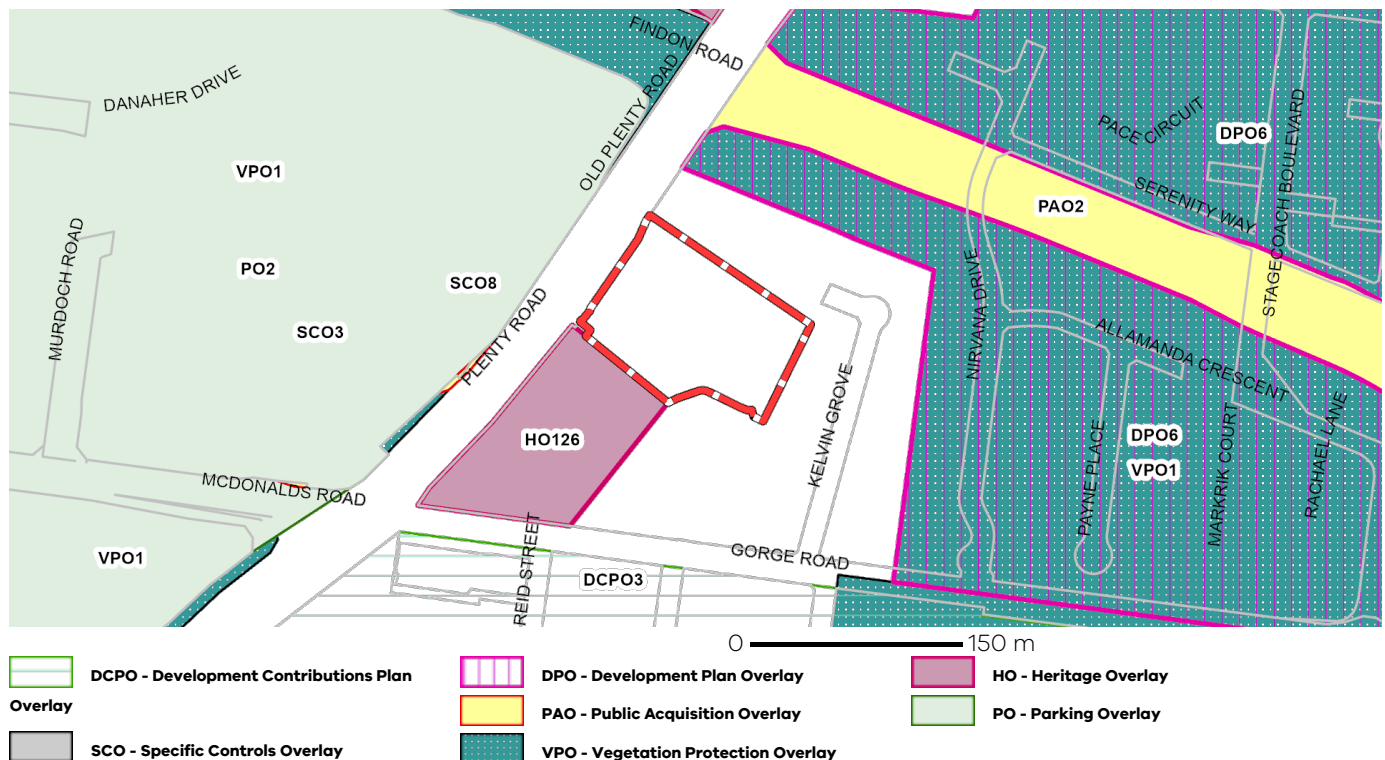 FINDON ROAD
DANAHER DRIVE
OLD PLENTY ROAD
PACE CIRCUIT
DPO6
STAGECOACH BOULEVARD
VPO1
SERENITY WAY
PAO2
MURDOCH ROAD
PO2
SCO8
SCO3
PLENTY ROAD
NIRVANA DRIVE
ALLAMANDA CRESCENT
KELVIN GROVE
HO126
DPO6
VPO1
PAYNE PLACE
MARKRIK COURT
RACHAEL LANE
MCDONALDS ROAD
VPO1
REID STREET
GORGE ROAD
DCPO3
0 150 m
DCPO - Development Contributions Plan
Overlay
DPO - Development Plan Overlay
HO - Heritage Overlay
PAO - Public Acquisition Overlay
PO - Parking Overlay
SCO - Specific Controls Overlay
VPO - Vegetation Protection Overlay